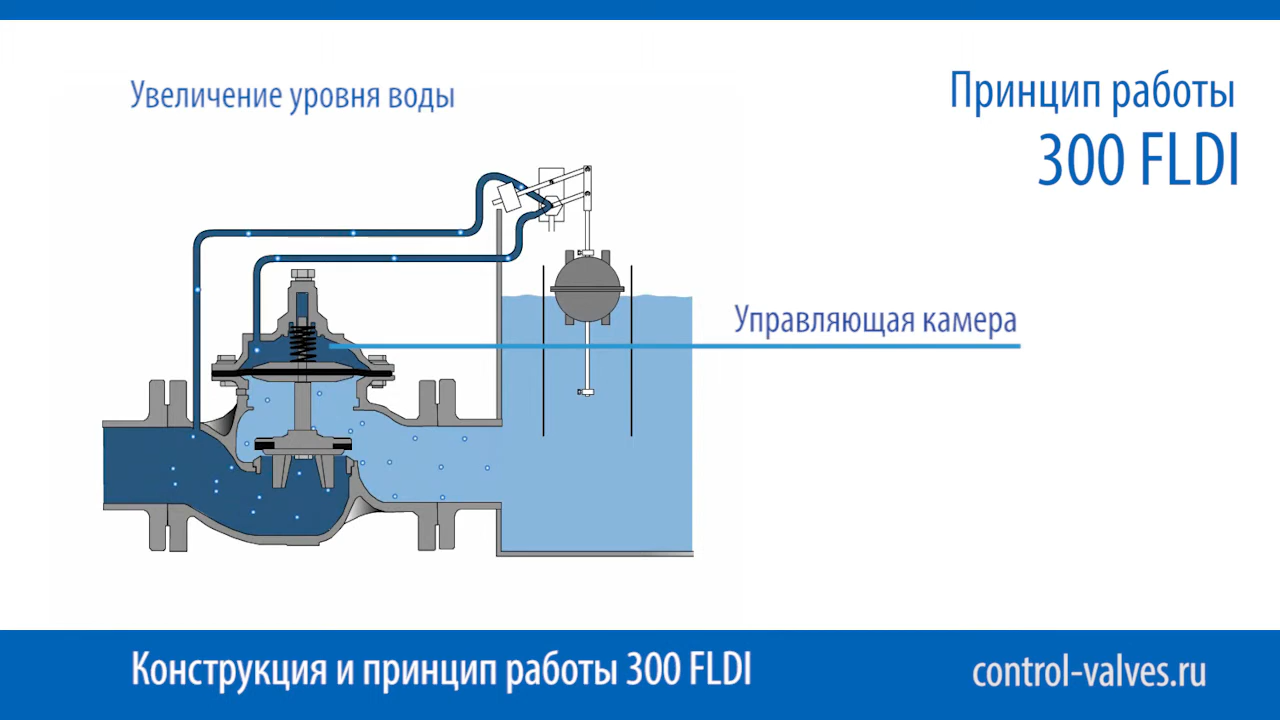 Увеличение уровня воды
Принцип работы
300 FLDI
Управляющая камера
Конструкция и принцип работы 300 FLDI
control-valves.ru